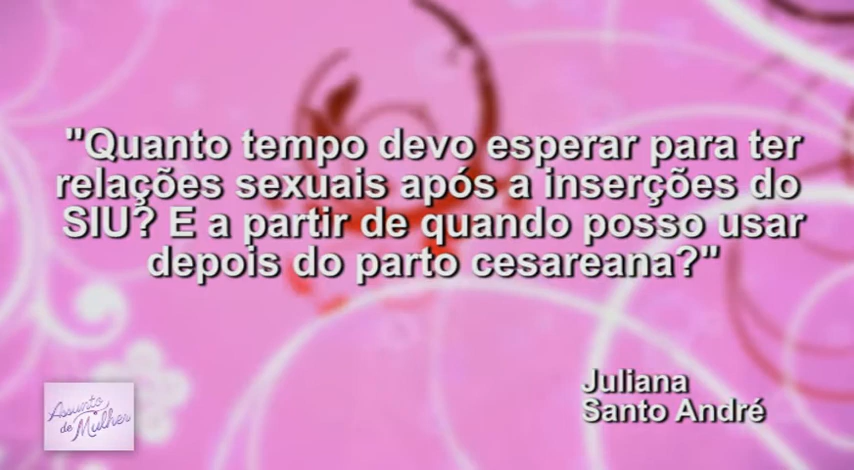 "Quanto tempo devo esperar para ter
relações sexuais após a inserções do
SIU? E a partir de quando posso usar
depois do parto cesareana?"
Juliana
Santo André
Assunto
de Mulher